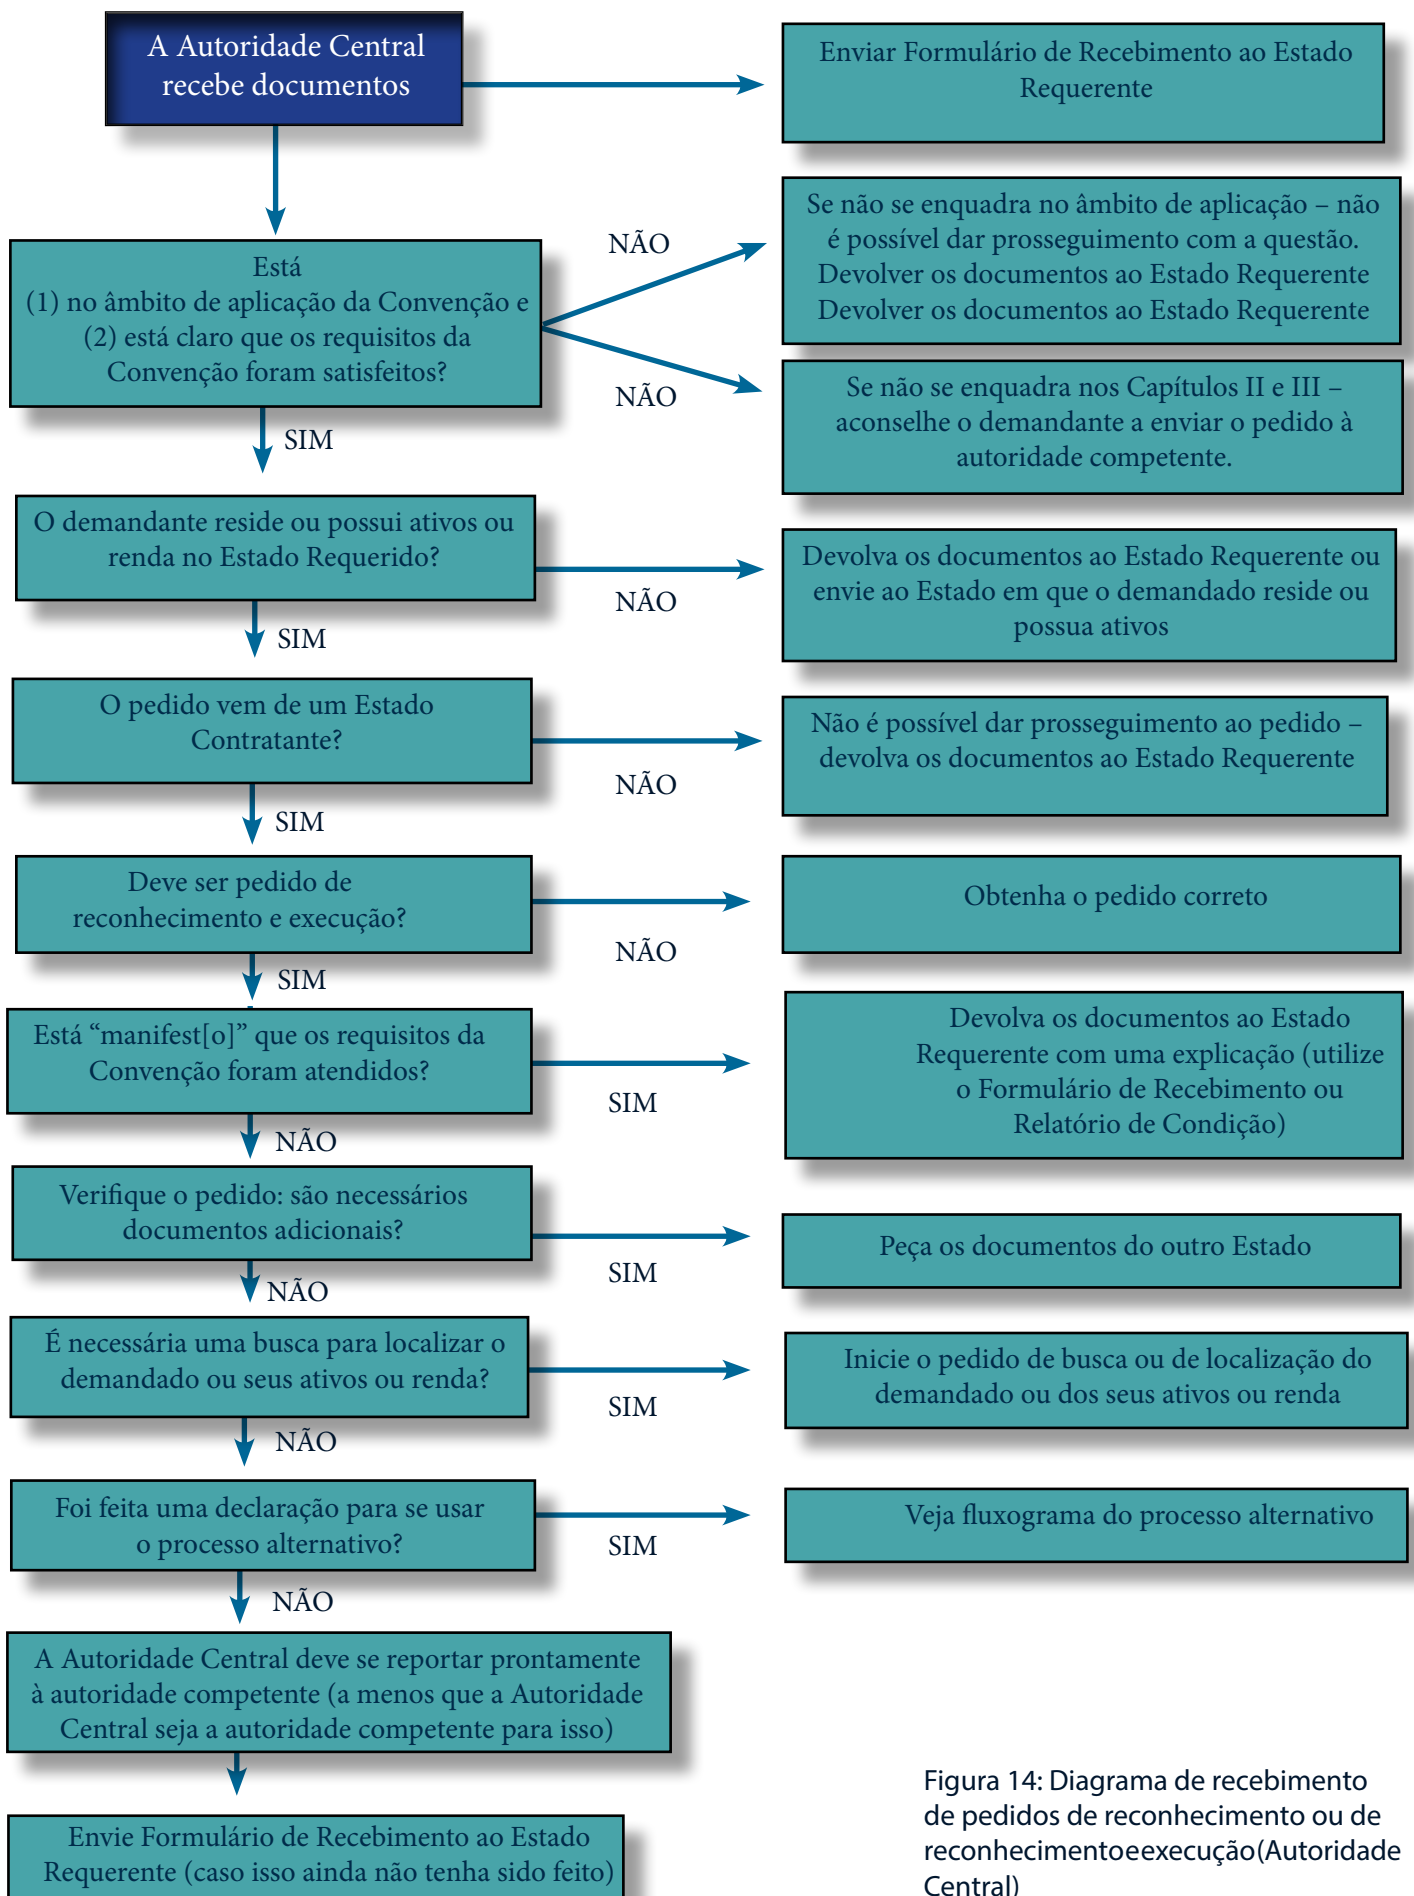 A Autoridade Central
recebe documentos
Enviar Formulário de Recebimento ao Estado
Requerente
Está
(1) no âmbito de aplicação da Convenção e
(2) está claro que os requisitos da
Convenção foram satisfeitos?
NÃO
Se não se enquadra no âmbito de aplicação – não
é possível dar prosseguimento com a questão.
Devolver os documentos ao Estado Requerente
Devolver os documentos ao Estado Requerente
NÃO
Se não se enquadra nos Capítulos II e III –
aconselhe o demandante a enviar o pedido à
autoridade competente.
SIM
O demandante reside ou possui ativos ou
renda no Estado Requerido?
NÃO
Devolva os documentos ao Estado Requerente ou
envie ao Estado em que o demandado reside ou
possua ativos
SIM
O pedido vem de um Estado
Contratante?
NÃO
Não é possível dar prosseguimento ao pedido –
devolva os documentos ao Estado Requerente
SIM
Deve ser pedido de
reconhecimento e execução?
NÃO
Obtenha o pedido correto
SIM
Está “manifest[o]” que os requisitos da
Convenção foram atendidos?
SIM
Devolva os documentos ao Estado
Requerente com uma explicação (utilize
o Formulário de Recebimento ou
Relatório de Condição)
NÃO
Verifique o pedido: são necessários
documentos adicionais?
SIM
Peça os documentos do outro Estado
NÃO
É necessária uma busca para localizar o
demandado ou seus ativos ou renda?
SIM
Inicie o pedido de busca ou de localização do
demandado ou dos seus ativos ou renda
NÃO
Foi feita uma declaração para se usar
o processo alternativo?
SIM
Veja fluxograma do processo alternativo
NÃO
A Autoridade Central deve se reportar prontamente
à autoridade competente (a menos que a Autoridade
Central seja a autoridade competente para isso)
Envie Formulário de Recebimento ao Estado
Requerente (caso isso ainda não tenha sido feito)
Figura 14: Diagrama de recebimento
de pedidos de reconhecimento ou de
reconhecimento e execução (Autoridade
Central)